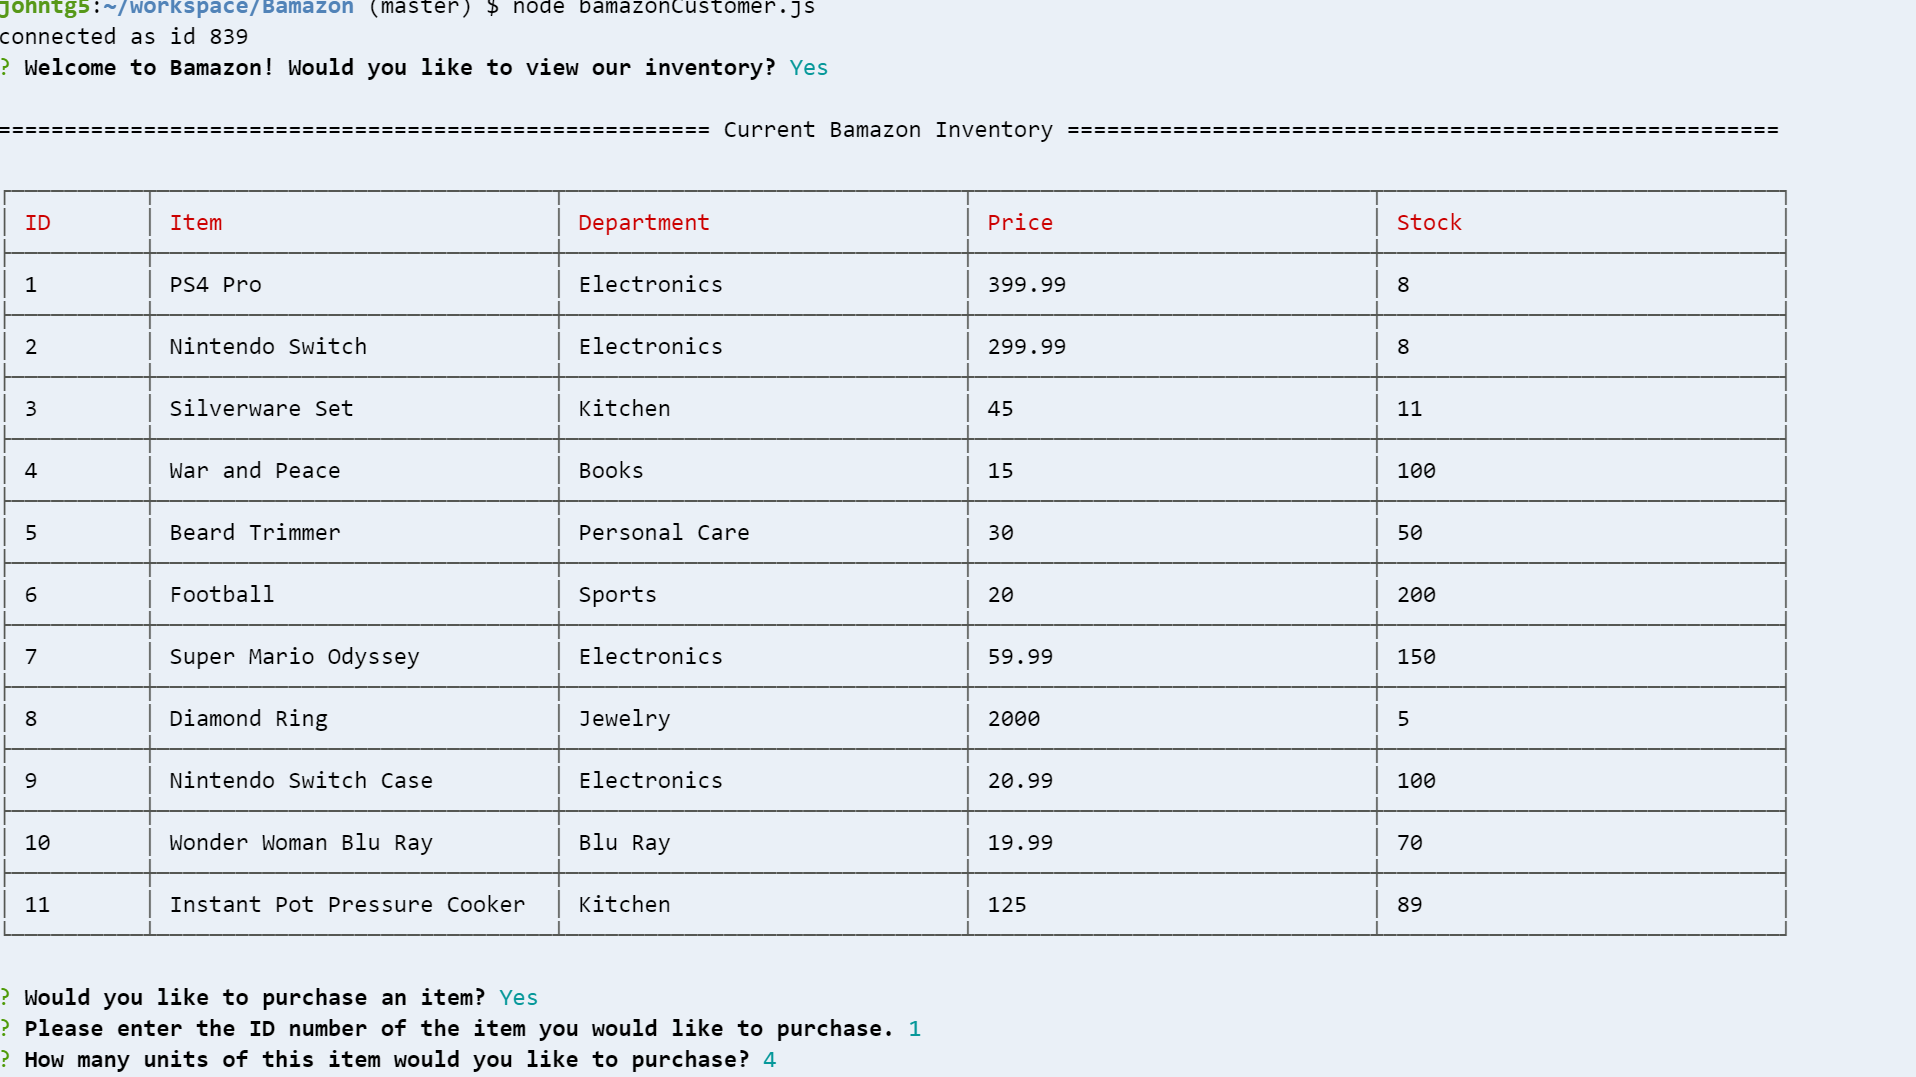 johntg5:~/workspace/Bamazon (master) $ node bamazonCustomer.js
connected as id 839
? Welcome to Bamazon! Would you like to view our inventory? Yes
====================================================== Current Bamazon Inventory ======================================================
ID Item Department Price Stock
1 PS4 Pro Electronics 399.99 8
2 Nintendo Switch Electronics 299.99 8
3 Silverware Set Kitchen 45 11
4 War and Peace Books 15 100
5 Beard Trimmer Personal Care 30 50
6 Football Sports 20 200
7 Super Mario Odyssey Electronics 59.99 150
8 Diamond Ring Jewelry 2000 5
9 Nintendo Switch Case Electronics 20.99 100
10 Wonder Woman Blu Ray Blu Ray 19.99 70
11 Instant Pot Pressure Cooker Kitchen 125 89
? Would you like to purchase an item? Yes
? Please enter the ID number of the item you would like to purchase. 1
? How many units of this item would you like to purchase? 4